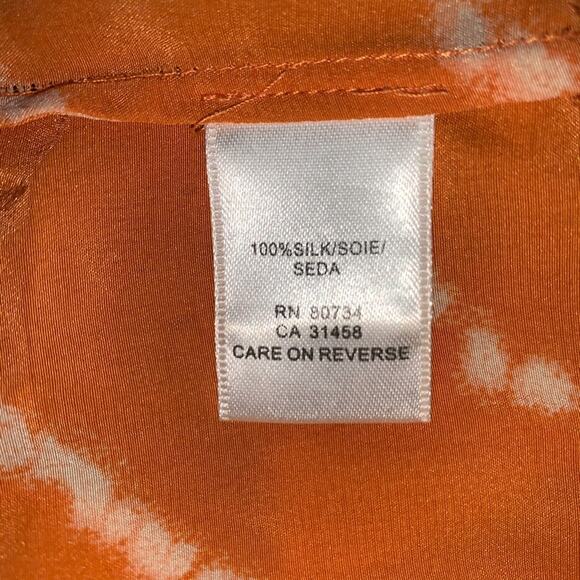 100%SILK/SOIE/
SEDA
RN 80734
CA 31458
CARE ON REVERSE